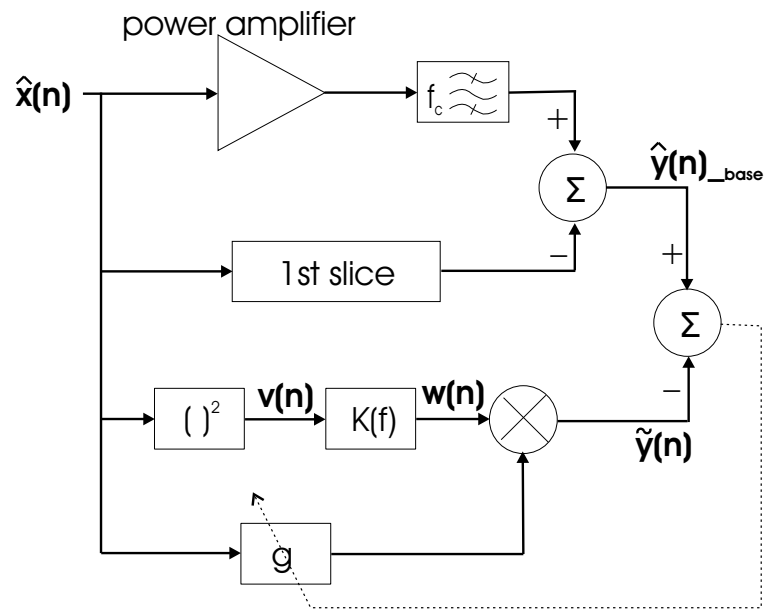 power amplifier
x̂(n)
f_c
+
Σ
ŷ(n)_base
−
1st slice
+
Σ
−
( )²
v(n)
K(f)
w(n)
ỹ(n)
g